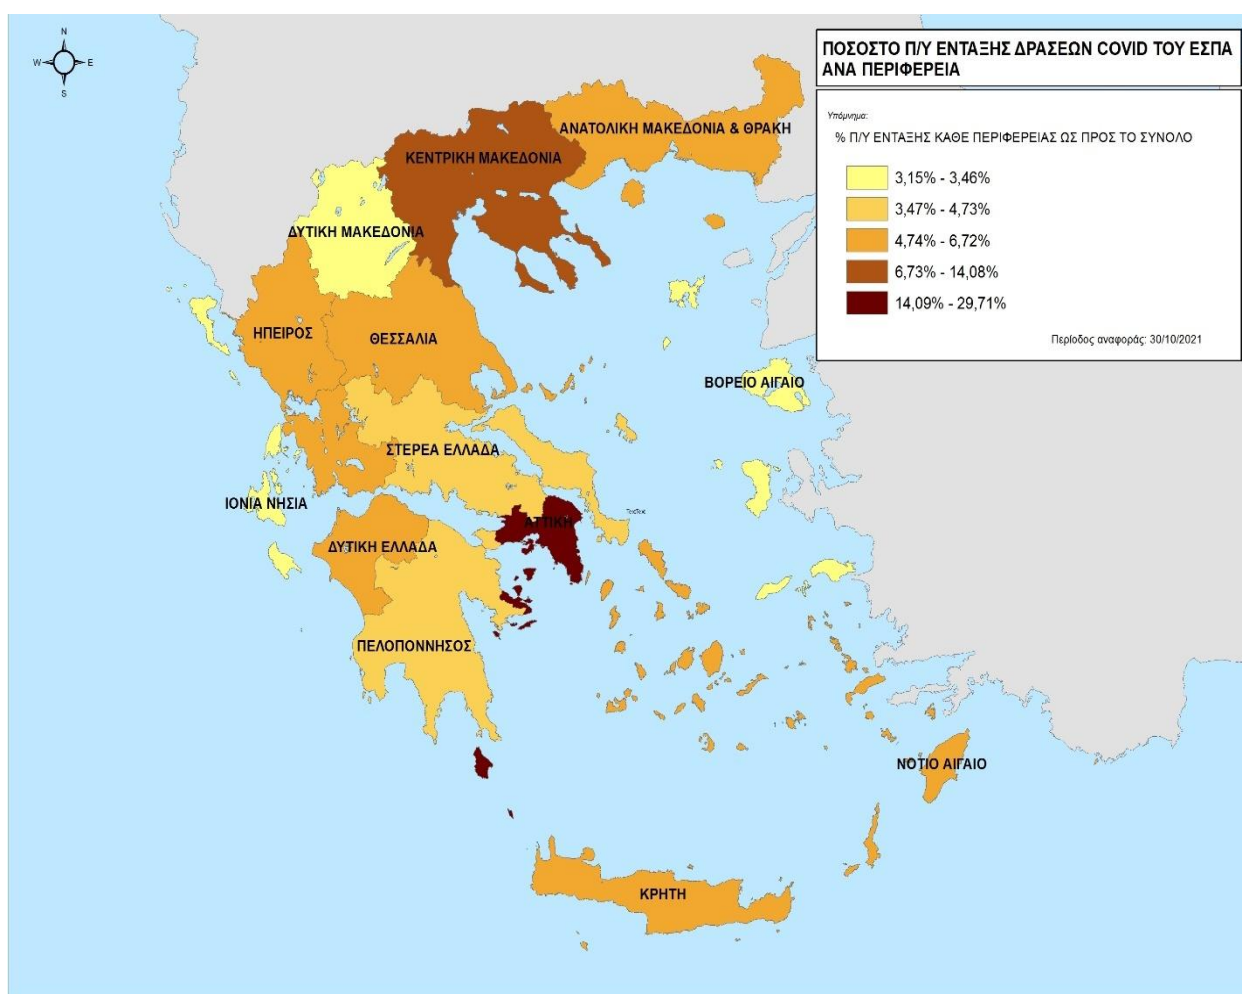 N
W
E
S
ΠΟΣΟΣΤΟ Π/Υ ΕΝΤΑΞΗΣ ΔΡΑΣΕΩΝ COVID ΤΟΥ ΕΣΠΑ
ΑΝΑ ΠΕΡΙΦΕΡΕΙΑ
Υπόμνημα:
% Π/Υ ΕΝΤΑΞΗΣ ΚΑΘΕ ΠΕΡΙΦΕΡΕΙΑΣ ΩΣ ΠΡΟΣ ΤΟ ΣΥΝΟΛΟ
3,15% - 3,46%
3,47% - 4,73%
4,74% - 6,72%
6,73% - 14,08%
14,09% - 29,71%
Περίοδος αναφοράς: 30/10/2021
ΑΝΑΤΟΛΙΚΗ ΜΑΚΕΔΟΝΙΑ & ΘΡΑΚΗ
ΚΕΝΤΡΙΚΗ ΜΑΚΕΔΟΝΙΑ
ΔΥΤΙΚΗ ΜΑΚΕΔΟΝΙΑ
ΗΠΕΙΡΟΣ
ΘΕΣΣΑΛΙΑ
ΒΟΡΕΙΟ ΑΙΓΑΙΟ
ΣΤΕΡΕΑ ΕΛΛΑΔΑ
ΙΟΝΙΑ ΝΗΣΙΑ
ΑΤΤΙΚΗ
ΔΥΤΙΚΗ ΕΛΛΑΔΑ
ΠΕΛΟΠΟΝΝΗΣΟΣ
ΝΟΤΙΟ ΑΙΓΑΙΟ
ΚΡΗΤΗ